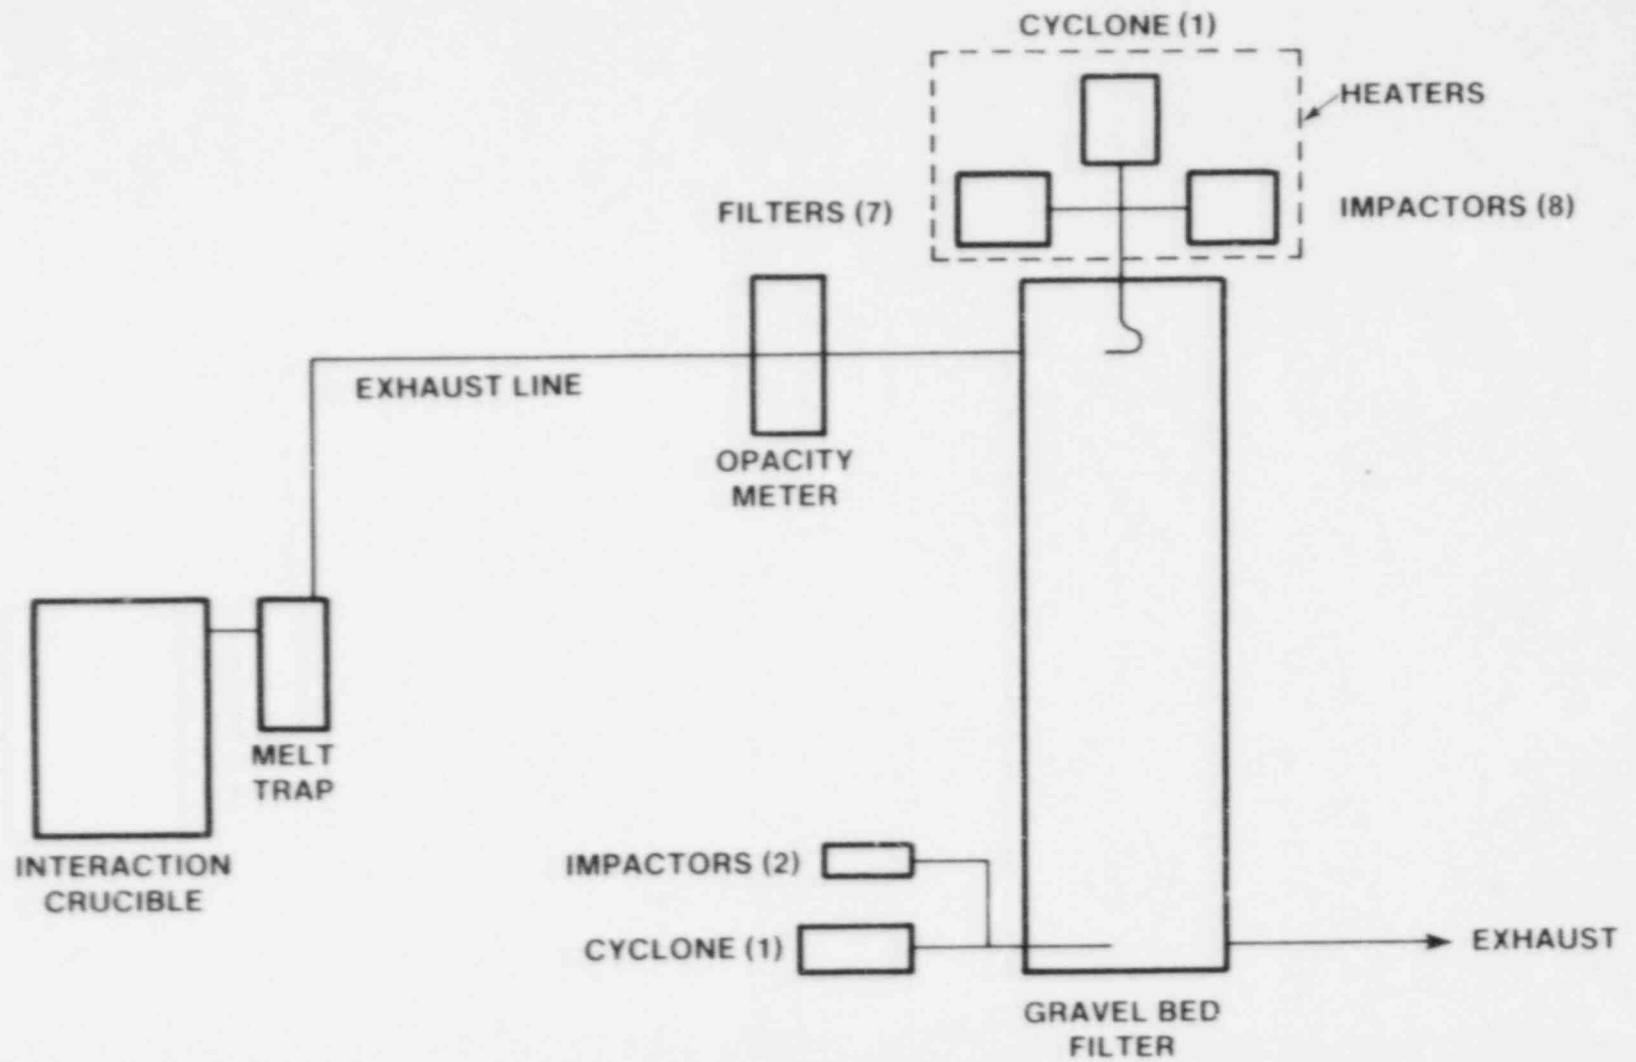 CYCLONE (1)
HEATERS
FILTERS (7)
IMPACTORS (8)
EXHAUST LINE
OPACITY
METER
MELT
TRAP
INTERACTION
CRUCIBLE
IMPACTORS (2)
CYCLONE (1)
EXHAUST
GRAVEL BED
FILTER